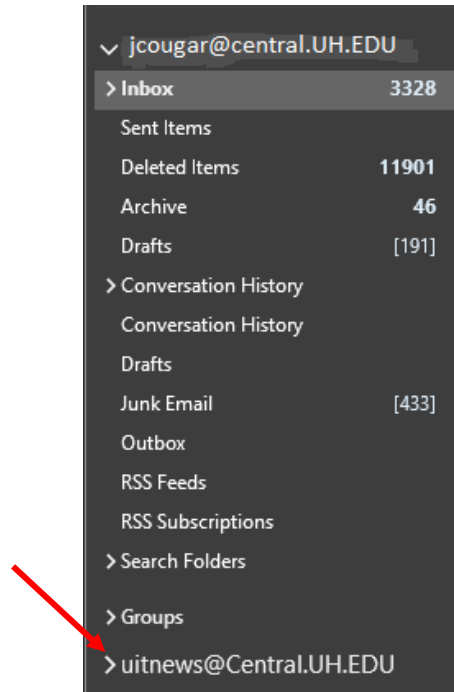 jcougar@central.UH.EDU
Inbox 3328
Sent Items
Deleted Items 11901
Archive 46
Drafts [191]
Conversation History
Conversation History
Drafts
Junk Email [433]
Outbox
RSS Feeds
RSS Subscriptions
Search Folders
Groups
uitnews@Central.UH.EDU